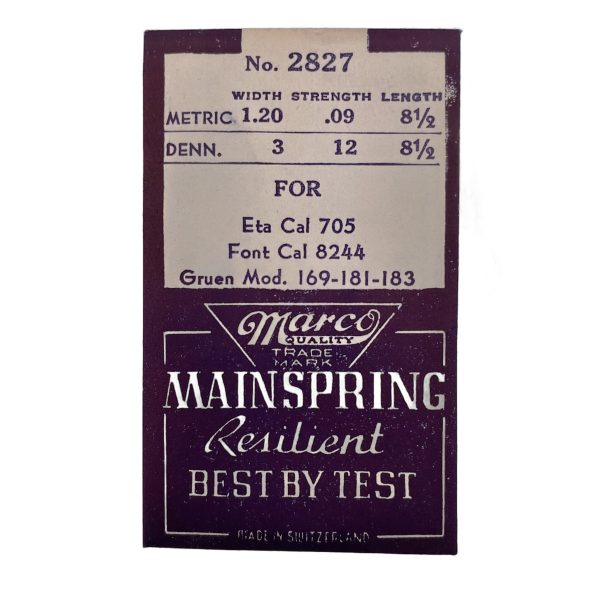 No. 2827
WIDTH STRENGTH LENGTH
METRIC 1.20 .09 8½
DENN. 3 12 8½
FOR
Eta Cal 705
Font Cal 8244
Gruen Mod. 169-181-183
Marco
QUALITY
TRADE
MARK
MAINSPRING
Resilient
BEST BY TEST
MADE IN SWITZERLAND